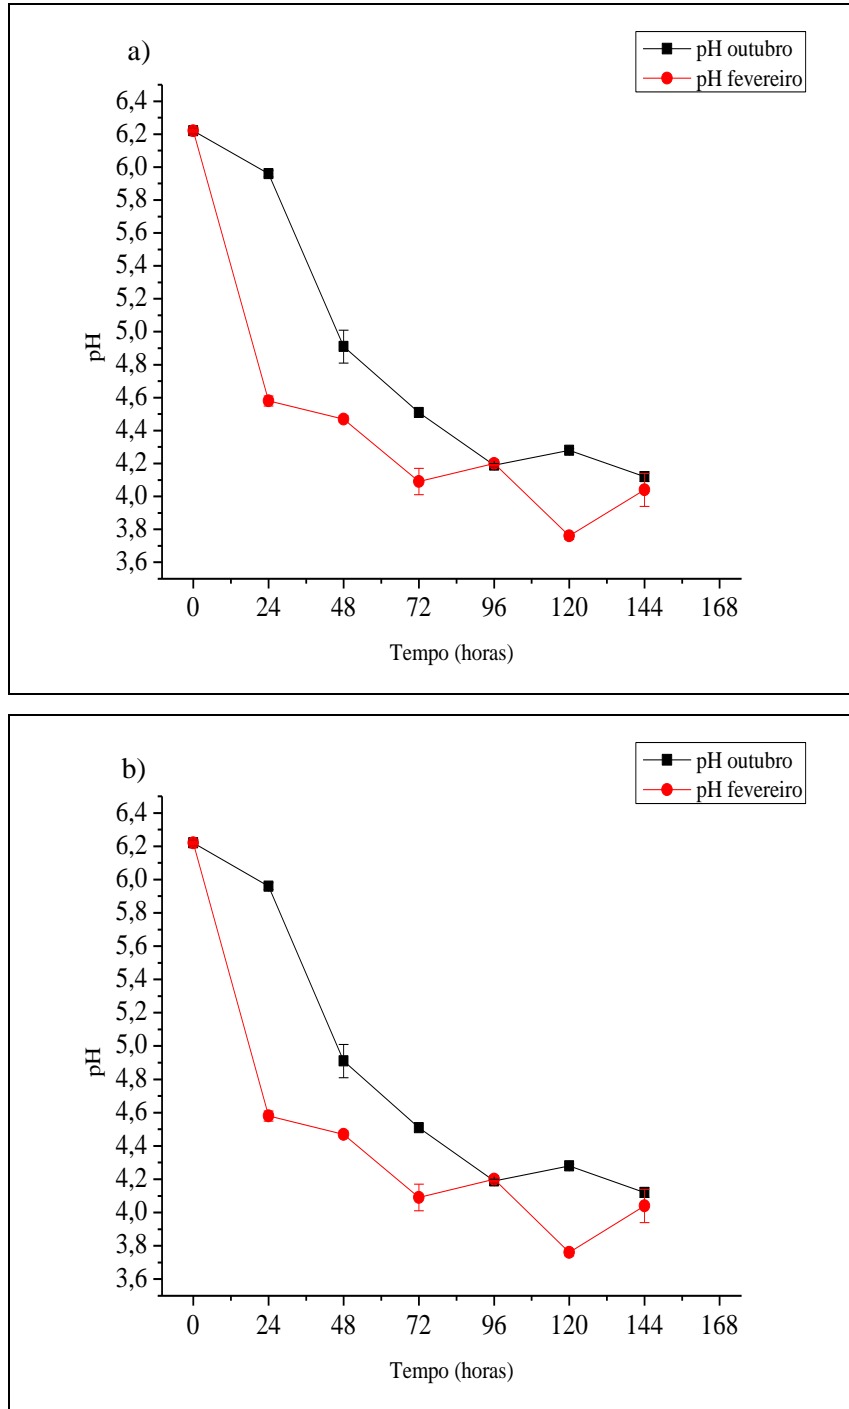 a)
pH outubro
pH fevereiro
6,4
6,2
6,0
5,8
5,6
5,4
5,2
5,0
4,8
4,6
4,4
4,2
4,0
3,8
3,6
pH
0 24 48 72 96 120 144 168
Tempo (horas)
b)
pH outubro
pH fevereiro
6,4
6,2
6,0
5,8
5,6
5,4
5,2
5,0
4,8
4,6
4,4
4,2
4,0
3,8
3,6
pH
0 24 48 72 96 120 144 168
Tempo (horas)